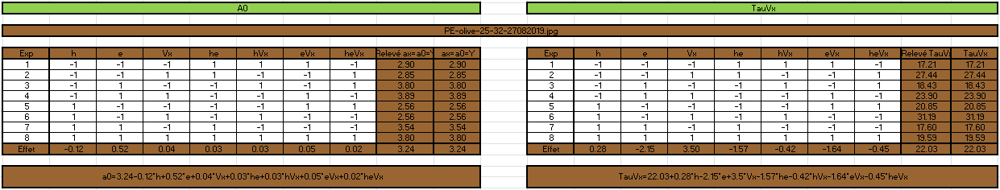 A0 TauVx
PE-olive-25-32-27082019.jpg
Exp h e Vx he hVx eVx heVx Relevé ax=a0=Y ax=a0=Y Exp h e Vx he hVx eVx heVx Relevé TauVx TauVx
1 -1 -1 -1 1 1 1 -1 2.90 2.90 1 -1 -1 -1 1 1 1 -1 17.21 17.21
2 -1 -1 1 1 -1 -1 1 2.85 2.85 2 -1 -1 1 1 -1 -1 1 27.44 27.44
3 -1 1 -1 -1 1 -1 1 3.80 3.80 3 -1 1 -1 -1 1 -1 1 18.43 18.43
4 -1 1 1 -1 -1 1 -1 3.89 3.89 4 -1 1 1 -1 -1 1 -1 23.90 23.90
5 1 -1 -1 -1 -1 1 1 2.56 2.56 5 1 -1 -1 -1 -1 1 1 20.85 20.85
6 1 -1 1 -1 1 -1 -1 2.56 2.56 6 1 -1 1 -1 1 -1 -1 31.19 31.19
7 1 1 -1 1 -1 -1 -1 3.54 3.54 7 1 1 -1 1 -1 -1 -1 17.60 17.60
8 1 1 1 1 1 1 1 3.80 3.80 8 1 1 1 1 1 1 1 19.59 19.59
Effet -0.12 0.52 0.04 0.03 0.03 0.05 0.02 3.24 3.24 Effet 0.28 -2.15 3.50 -1.57 -0.42 -1.64 -0.45 22.03 22.03
a0=3.24-0.12*h+0.52*e+0.04*Vx+0.03*he+0.03*hVx+0.05*eVx+0.02*heVx TauVx=22.03+0.28*h-2.15*e+3.5*Vx-1.57*he-0.42*hVx-1.64*eVx-0.45*heVx